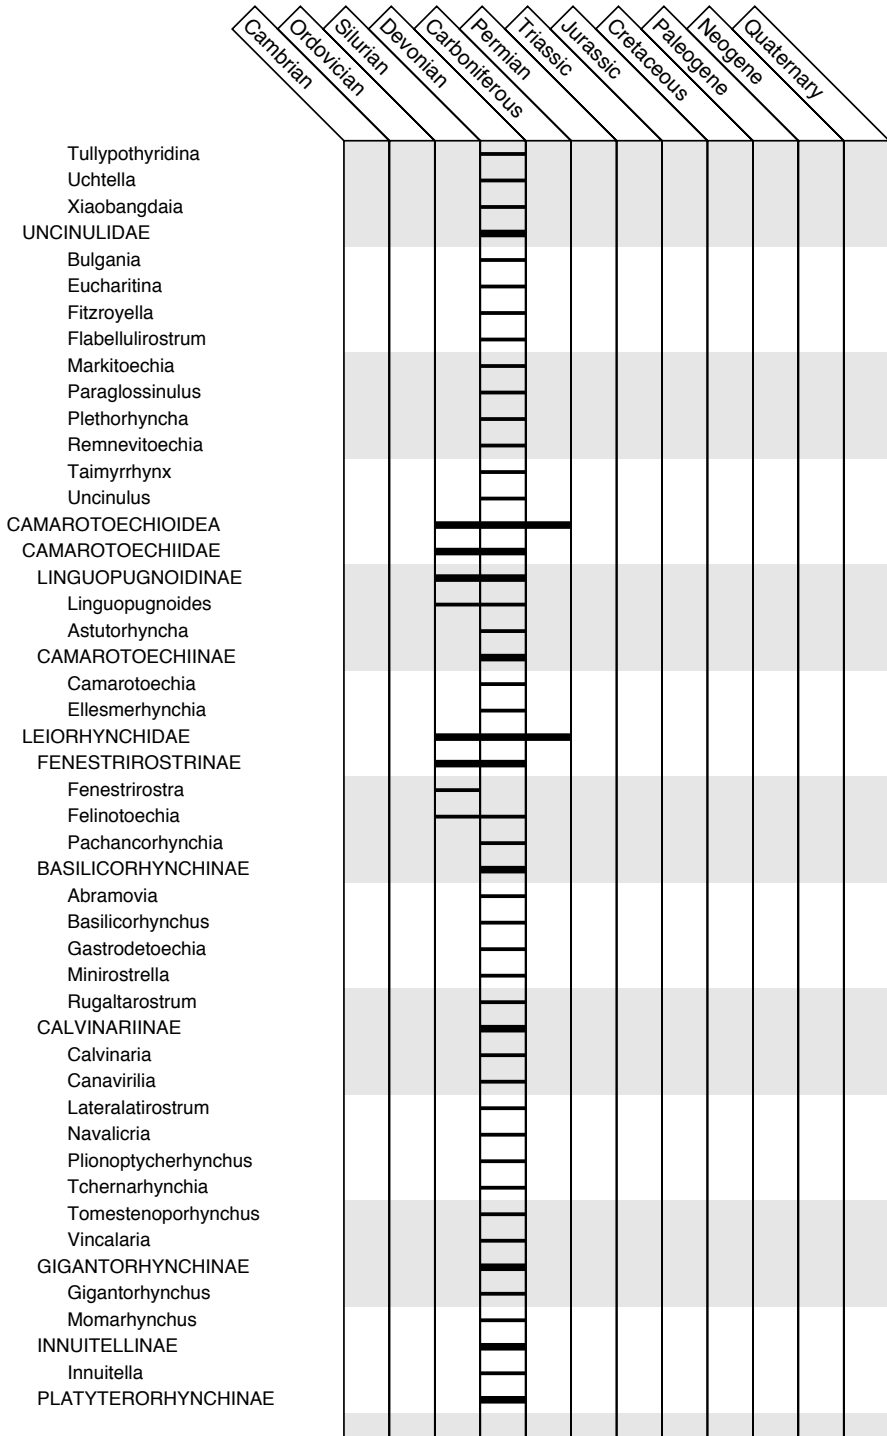 Cambrian
Ordovician
Silurian
Devonian
Carboniferous
Permian
Triassic
Jurassic
Cretaceous
Paleogene
Neogene
Quaternary
Tullypothyridina
Uchtella
Xiaobangdaia
UNCINULIDAE
Bulgania
Eucharitina
Fitzroyella
Flabellulirostrum
Markitoechia
Paraglossinulus
Plethorhyncha
Remnevitoechia
Taimyrrhynx
Uncinulus
CAMAROTOECHIOIDEA
CAMAROTOECHIIDAE
LINGUOPUGNOIDINAE
Linguopugnoides
Astutorhyncha
CAMAROTOECHIINAE
Camarotoechia
Ellesmerhynchia
LEIORHYNCHIDAE
FENESTRIROSTRINAE
Fenestrirostra
Felinotoechia
Pachancorhynchia
BASILICORHYNCHINAE
Abramovia
Basilicorhynchus
Gastrodetoechia
Minirostrella
Rugaltarostrum
CALVINARIINAE
Calvinaria
Canavirilia
Lateralatirostrum
Navalicria
Plionoptycherhynchus
Tchernarhynchia
Tomestenoporhynchus
Vincalaria
GIGANTORHYNCHINAE
Gigantorhynchus
Momarhynchus
INNUITELLINAE
Innuitella
PLATYTERORHYNCHINAE